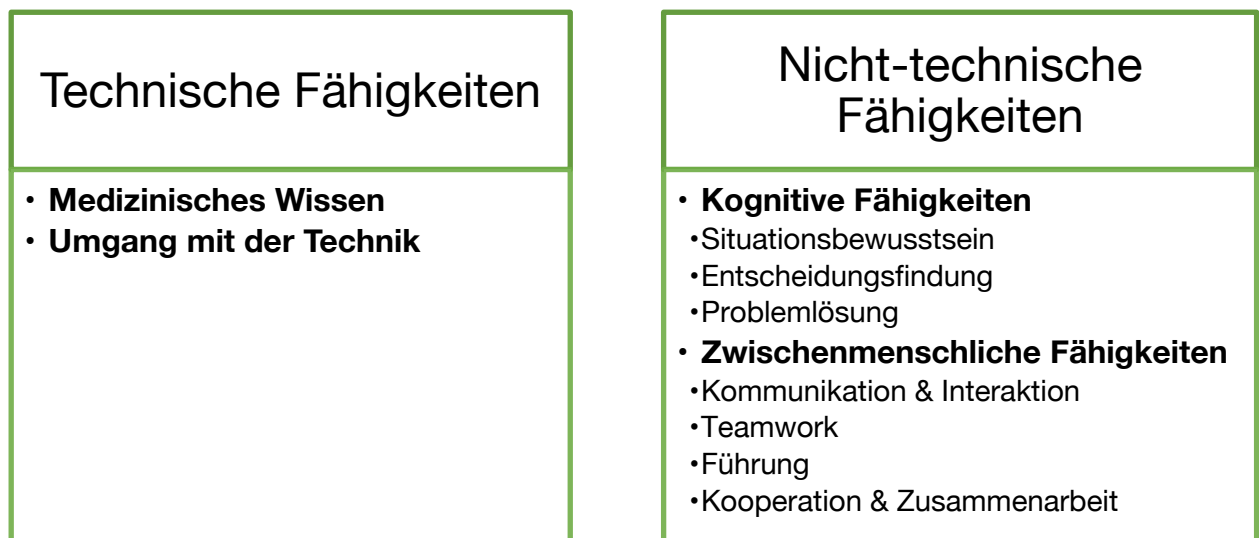 Technische Fähigkeiten
• Medizinisches Wissen
• Umgang mit der Technik
Nicht-technische
Fähigkeiten
• Kognitive Fähigkeiten
•Situationsbewusstsein
•Entscheidungsfindung
•Problemlösung
• Zwischenmenschliche Fähigkeiten
•Kommunikation & Interaktion
•Teamwork
•Führung
•Kooperation & Zusammenarbeit